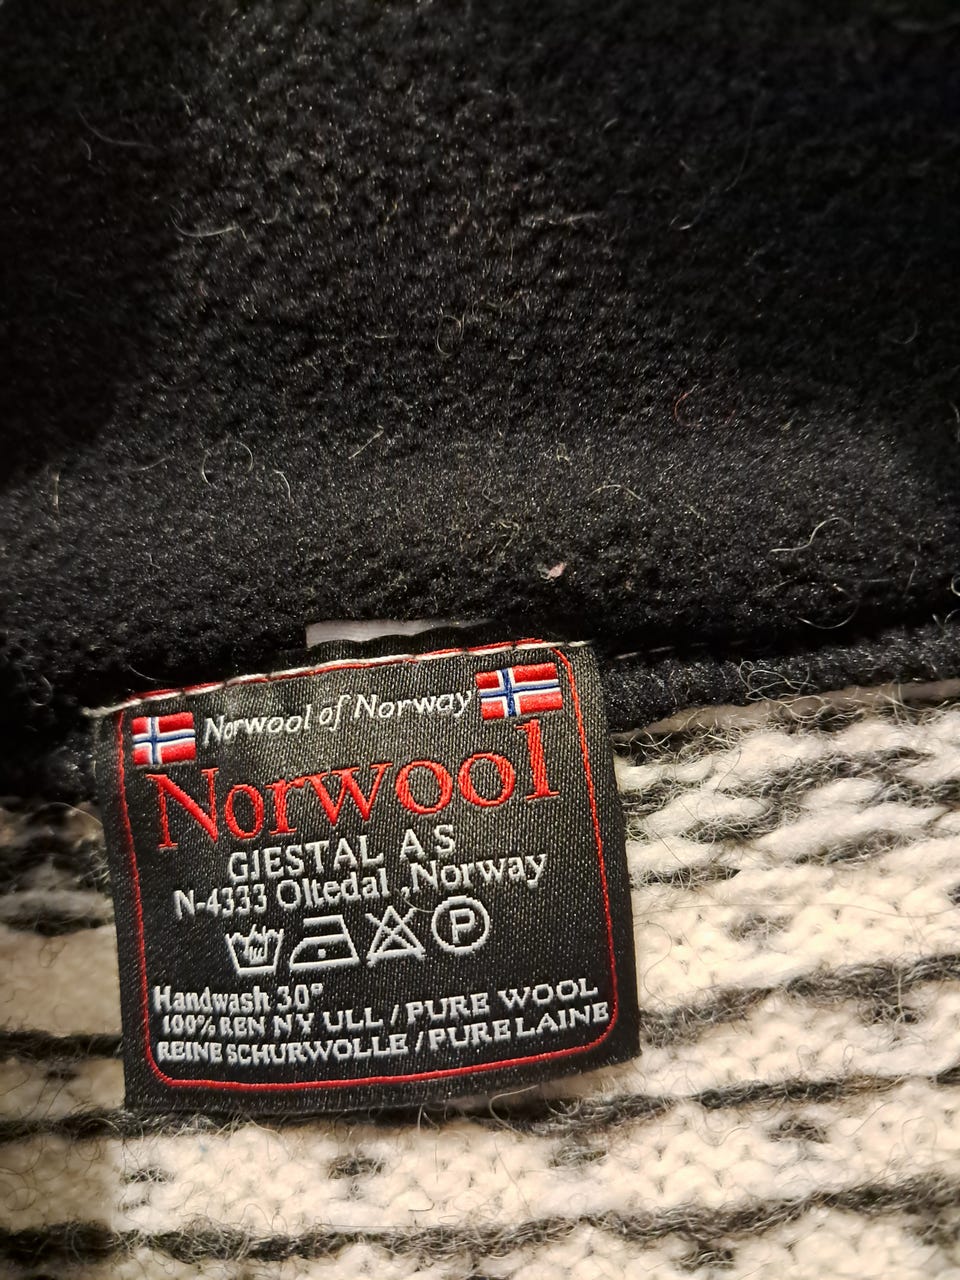 Norwool of Norway
Norwool
GJESTAL A S
N-4333 Oltedal ,Norway
P
Handwash 30°
100% REN NY ULL / PURE WOOL
REINE SCHURWOLLE / PURE LAINE